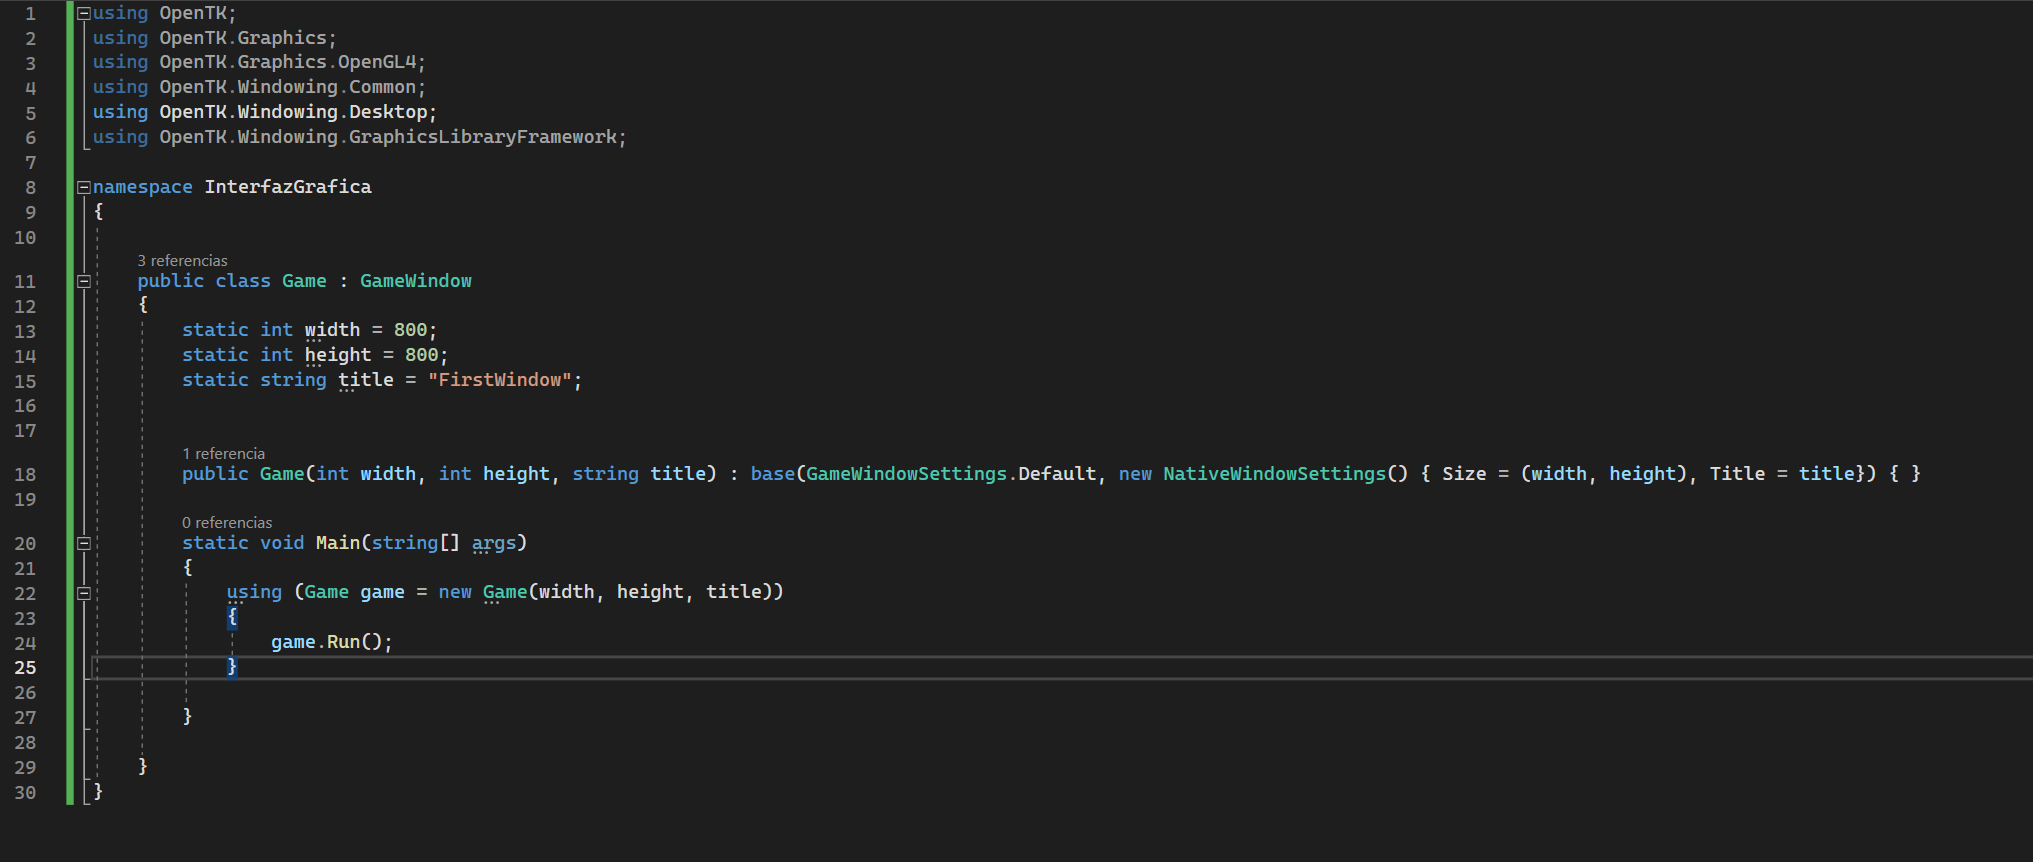 1 using OpenTK;
2 using OpenTK.Graphics;
3 using OpenTK.Graphics.OpenGL4;
4 using OpenTK.Windowing.Common;
5 using OpenTK.Windowing.Desktop;
6 using OpenTK.Windowing.GraphicsLibraryFramework;
7
8 namespace InterfazGrafica
9 {
10
3 referencias
11 public class Game : GameWindow
12 {
13 static int width = 800;
14 static int height = 800;
15 static string title = "FirstWindow";
16
17
1 referencia
18 public Game(int width, int height, string title) : base(GameWindowSettings.Default, new NativeWindowSettings() { Size = (width, height), Title = title}) { }
19
0 referencias
20 static void Main(string[] args)
21 {
22 using (Game game = new Game(width, height, title))
23 {
24 game.Run();
25 }
26
27 }
28
29 }
30 }